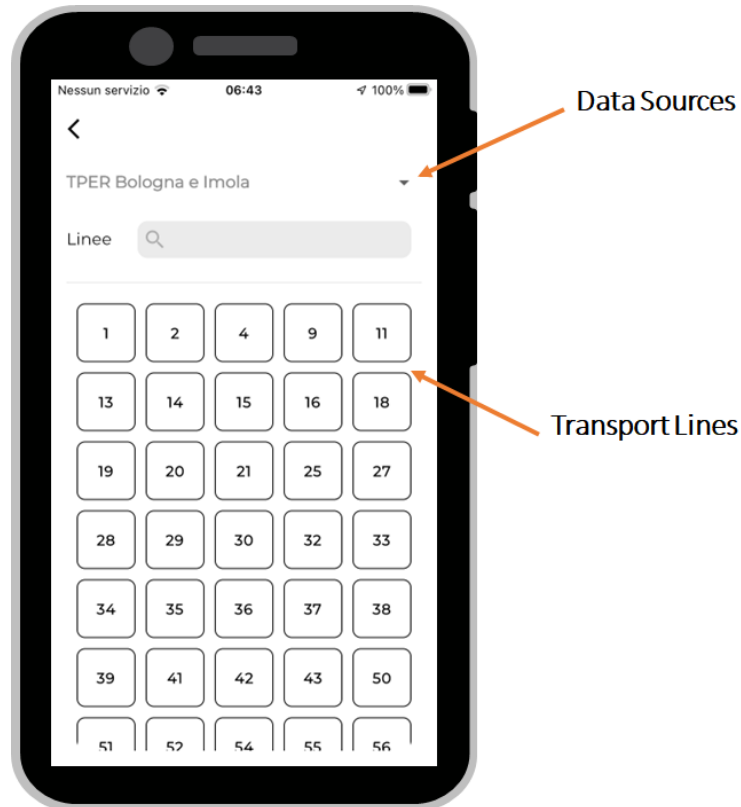 Nessun servizio 06:43 100%
Data Sources
TPER Bologna e Imola
Linee
1 2 4 9 11
13 14 15 16 18
Transport Lines
19 20 21 25 27
28 29 30 32 33
34 35 36 37 38
39 41 42 43 50
51 52 54 55 56